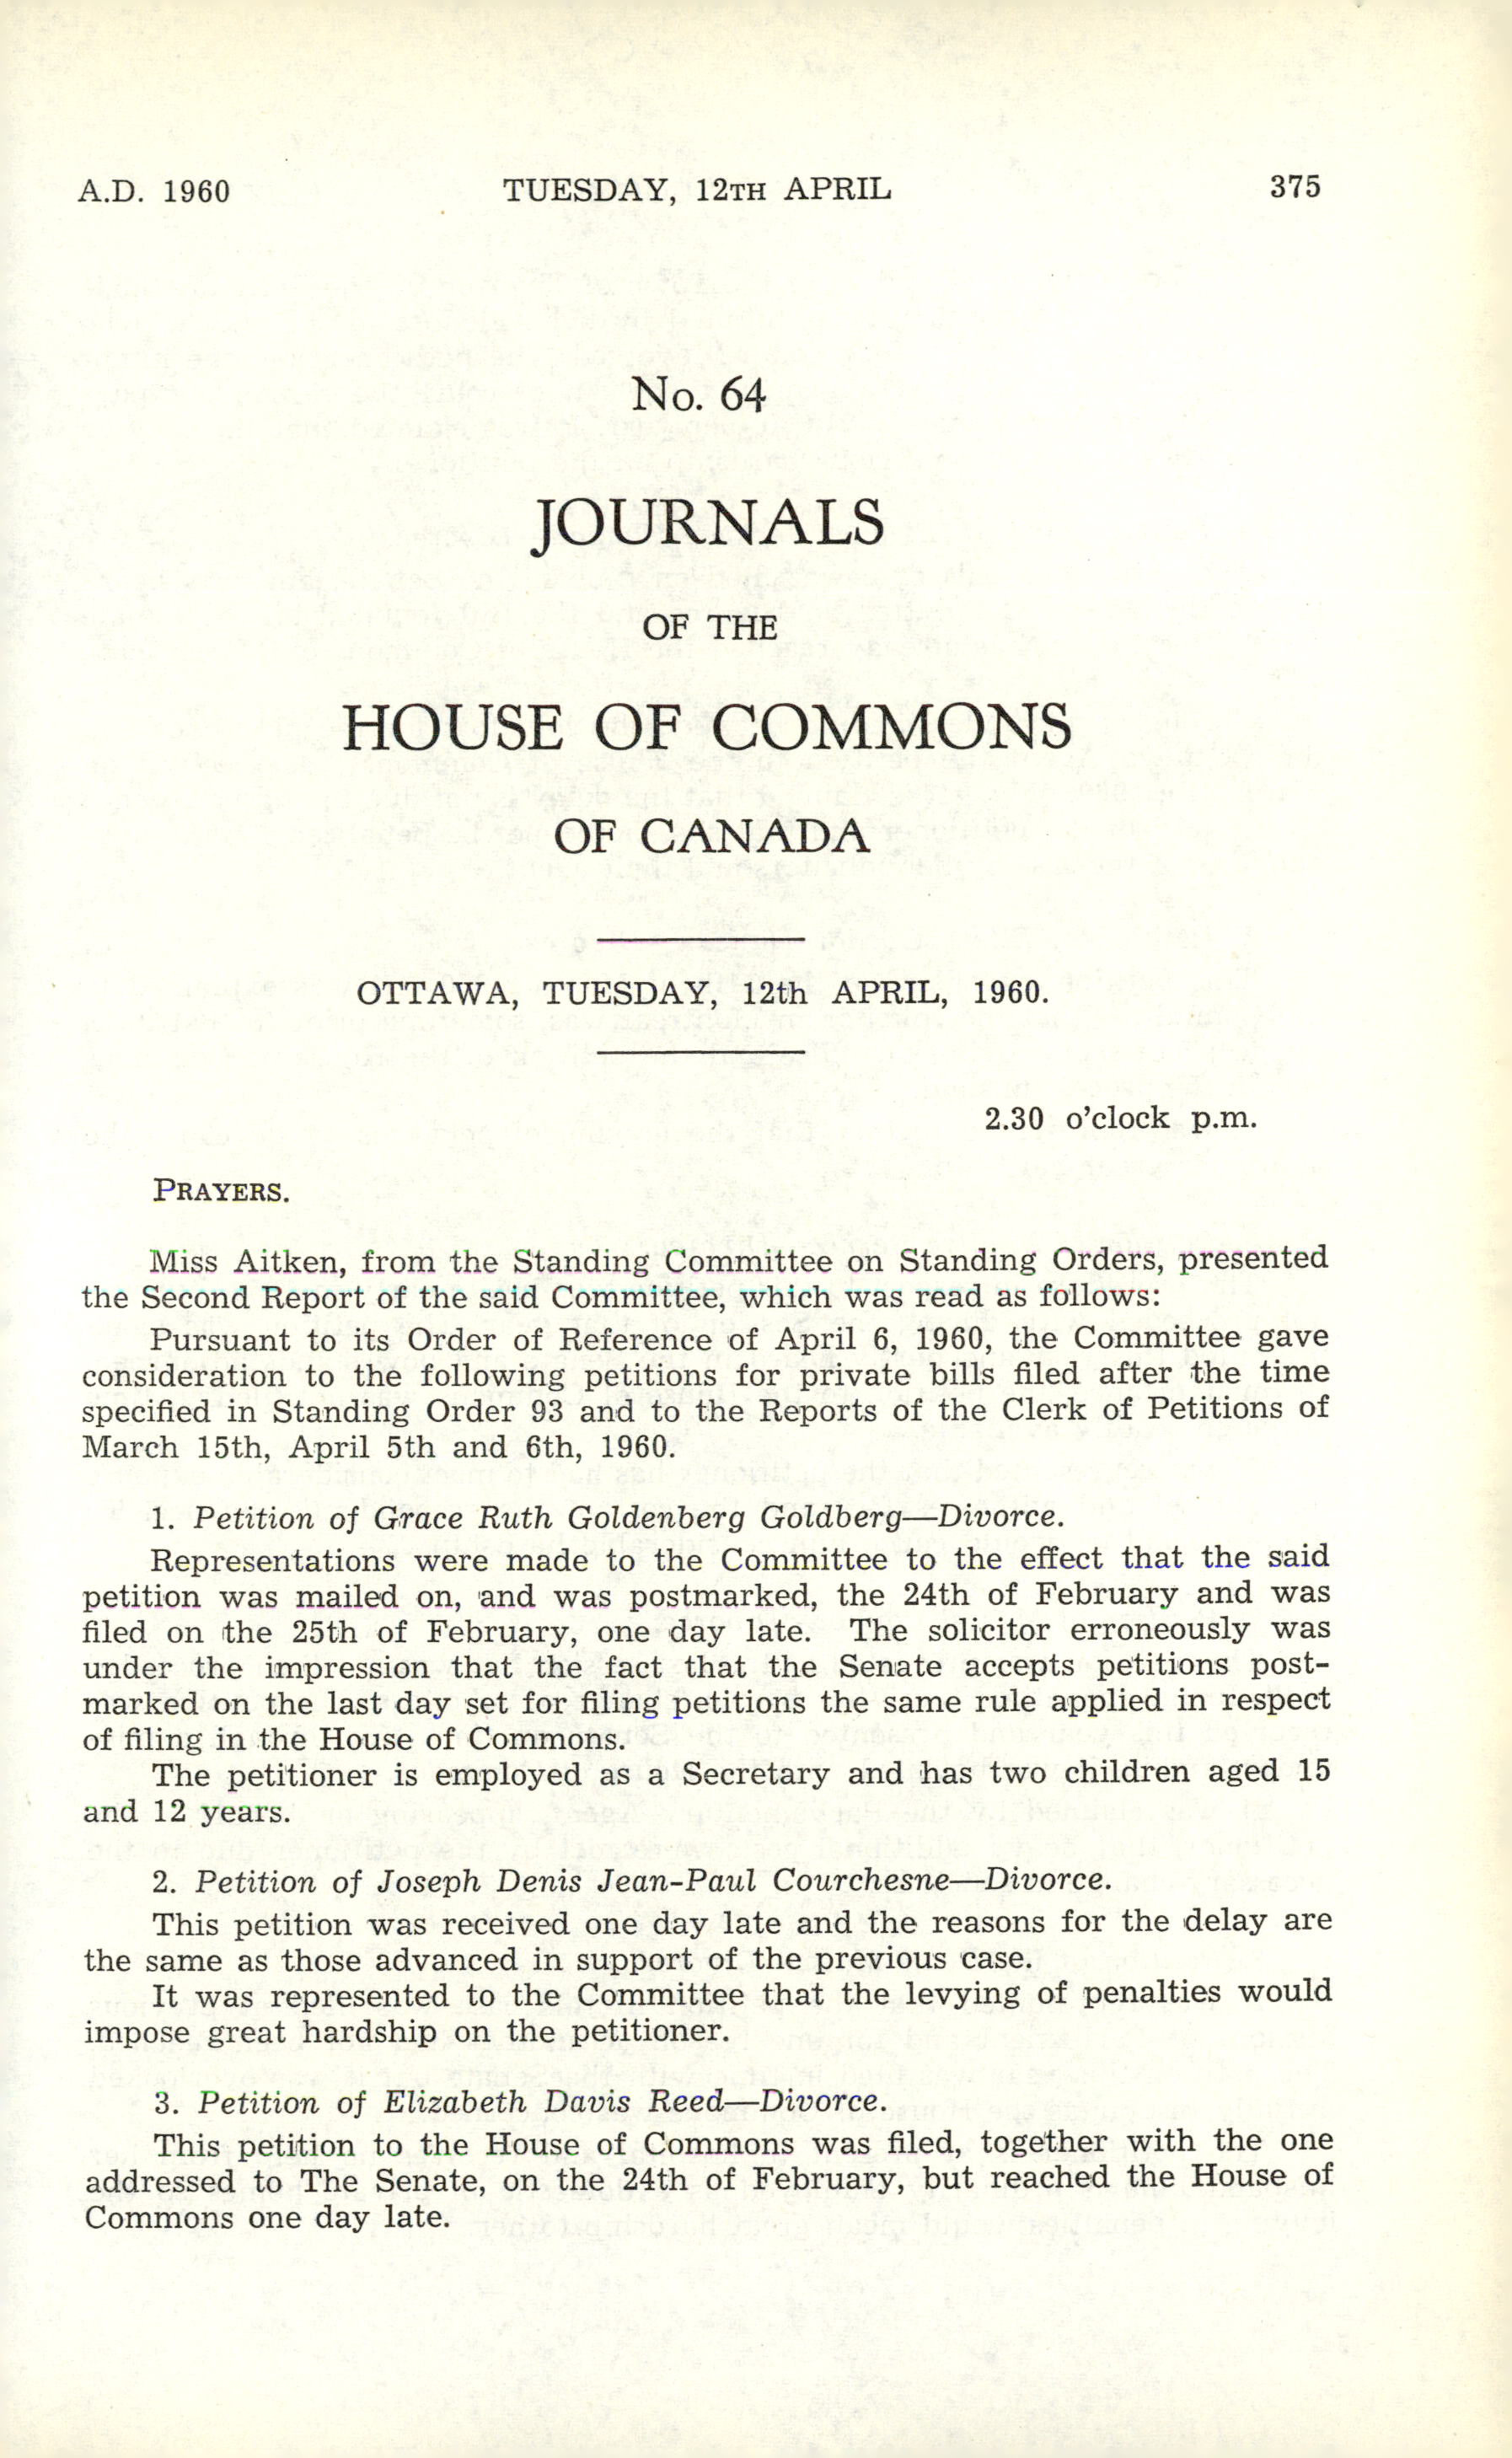 A.D. 1960 TUESDAY, 12TH APRIL 375
No. 64
JOURNALS
OF THE
HOUSE OF COMMONS
OF CANADA
OTTAWA, TUESDAY, 12th APRIL, 1960.
2.30 o'clock p.m.
PRAYERS.
Miss Aitken, from the Standing Committee on Standing Orders, presented
the Second Report of the said Committee, which was read as follows:
Pursuant to its Order of Reference of April 6, 1960, the Committee gave
consideration to the following petitions for private bills filed after the time
specified in Standing Order 93 and to the Reports of the Clerk of Petitions of
March 15th, April 5th and 6th, 1960.
1. Petition of Grace Ruth Goldenberg Goldberg—Divorce.
Representations were made to the Committee to the effect that the said
petition was mailed on, and was postmarked, the 24th of February and was
filed on the 25th of February, one day late. The solicitor erroneously was
under the impression that the fact that the Senate accepts petitions post-
marked on the last day set for filing petitions the same rule applied in respect
of filing in the House of Commons.
The petitioner is employed as a Secretary and has two children aged 15
and 12 years.
2. Petition of Joseph Denis Jean-Paul Courchesne—Divorce.
This petition was received one day late and the reasons for the delay are
the same as those advanced in support of the previous case.
It was represented to the Committee that the levying of penalties would
impose great hardship on the petitioner.
3. Petition of Elizabeth Davis Reed—Divorce.
This petition to the House of Commons was filed, together with the one
addressed to The Senate, on the 24th of February, but reached the House of
Commons one day late.